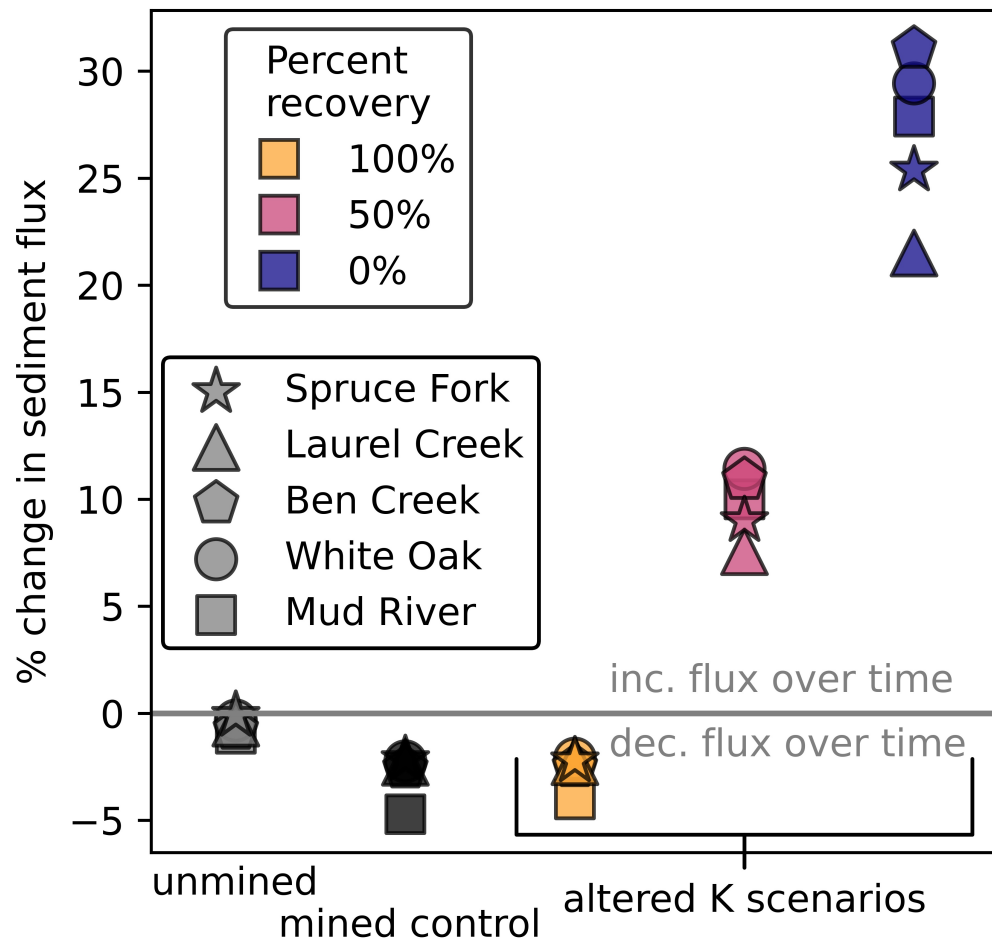 % change in sediment flux
30
25
20
15
10
5
0
−5
Percent
recovery
100%
50%
0%
Spruce Fork
Laurel Creek
Ben Creek
White Oak
Mud River
inc. flux over time
dec. flux over time
unmined
mined control
altered K scenarios